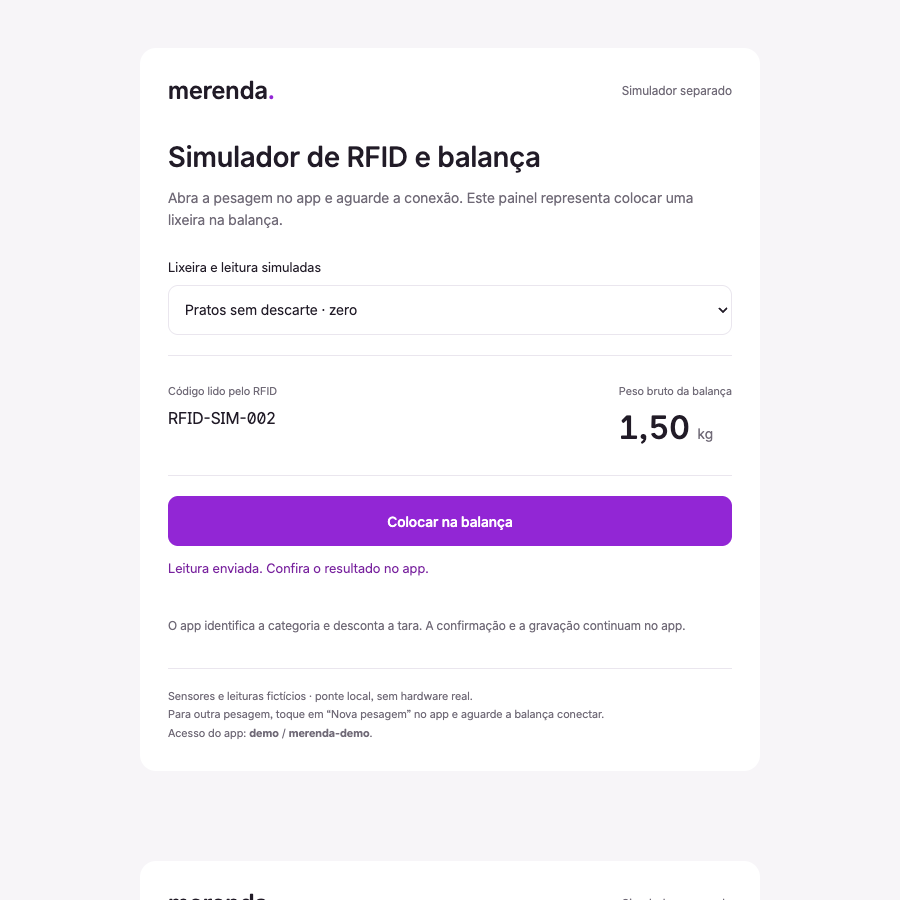 merenda.
Simulador separado
Simulador de RFID e balança
Abra a pesagem no app e aguarde a conexão. Este painel representa colocar uma
lixeira na balança.
Lixeira e leitura simuladas
Pratos sem descarte · zero
Código lido pelo RFID
RFID-SIM-002
Peso bruto da balança
1,50 kg
Colocar na balança
Leitura enviada. Confira o resultado no app.
O app identifica a categoria e desconta a tara. A confirmação e a gravação continuam no app.
Sensores e leituras fictícios · ponte local, sem hardware real.
Para outra pesagem, toque em “Nova pesagem” no app e aguarde a balança conectar.
Acesso do app: demo / merenda-demo.